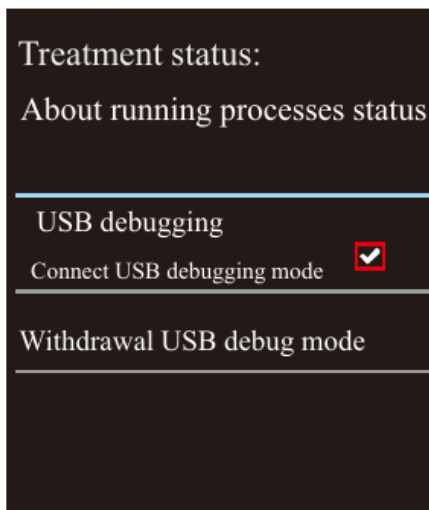 Treatment status:
About running processes status
USB debugging
Connect USB debugging mode
Withdrawal USB debug mode